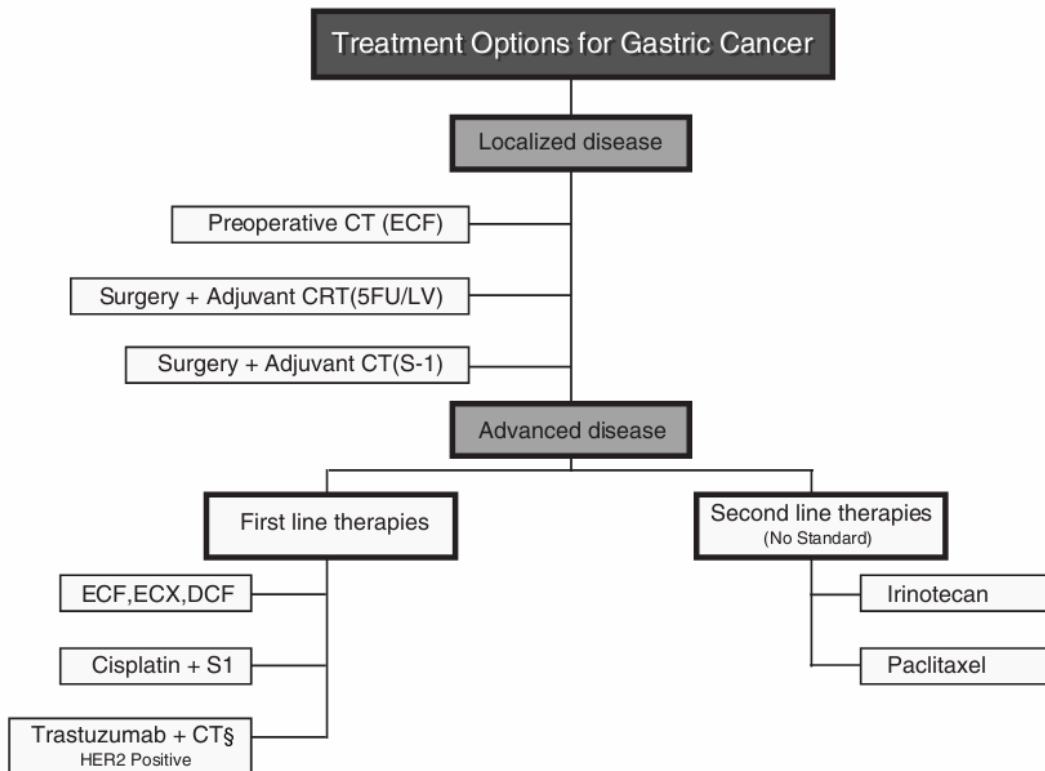 Treatment Options for Gastric Cancer
Localized disease
Preoperative CT (ECF)
Surgery + Adjuvant CRT(5FU/LV)
Surgery + Adjuvant CT(S-1)
Advanced disease
First line therapies
ECF,ECX,DCF
Cisplatin + S1
Trastuzumab + CT§
HER2 Positive
Second line therapies
(No Standard)
Irinotecan
Paclitaxel